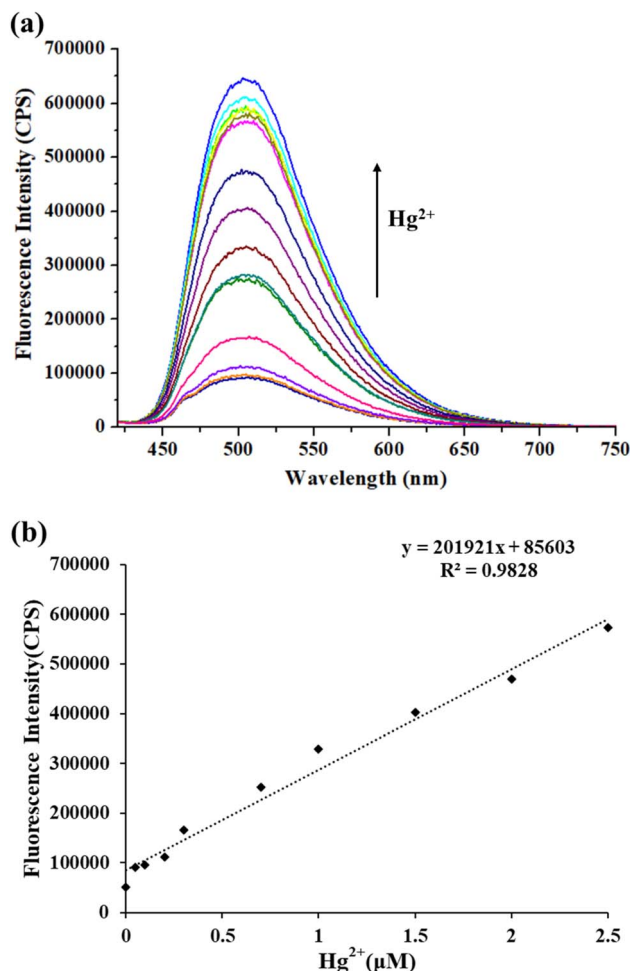 (a)
700000
600000
500000
400000
300000
200000
100000
0
Fluorescence Intensity (CPS)
Hg²⁺
450 500 550 600 650 700 750
Wavelength (nm)
(b)
y = 201921x + 85603
R² = 0.9828
700000
600000
500000
400000
300000
200000
100000
0
Fluorescence Intensity(CPS)
0 0.5 1 1.5 2 2.5
Hg²⁺(μM)